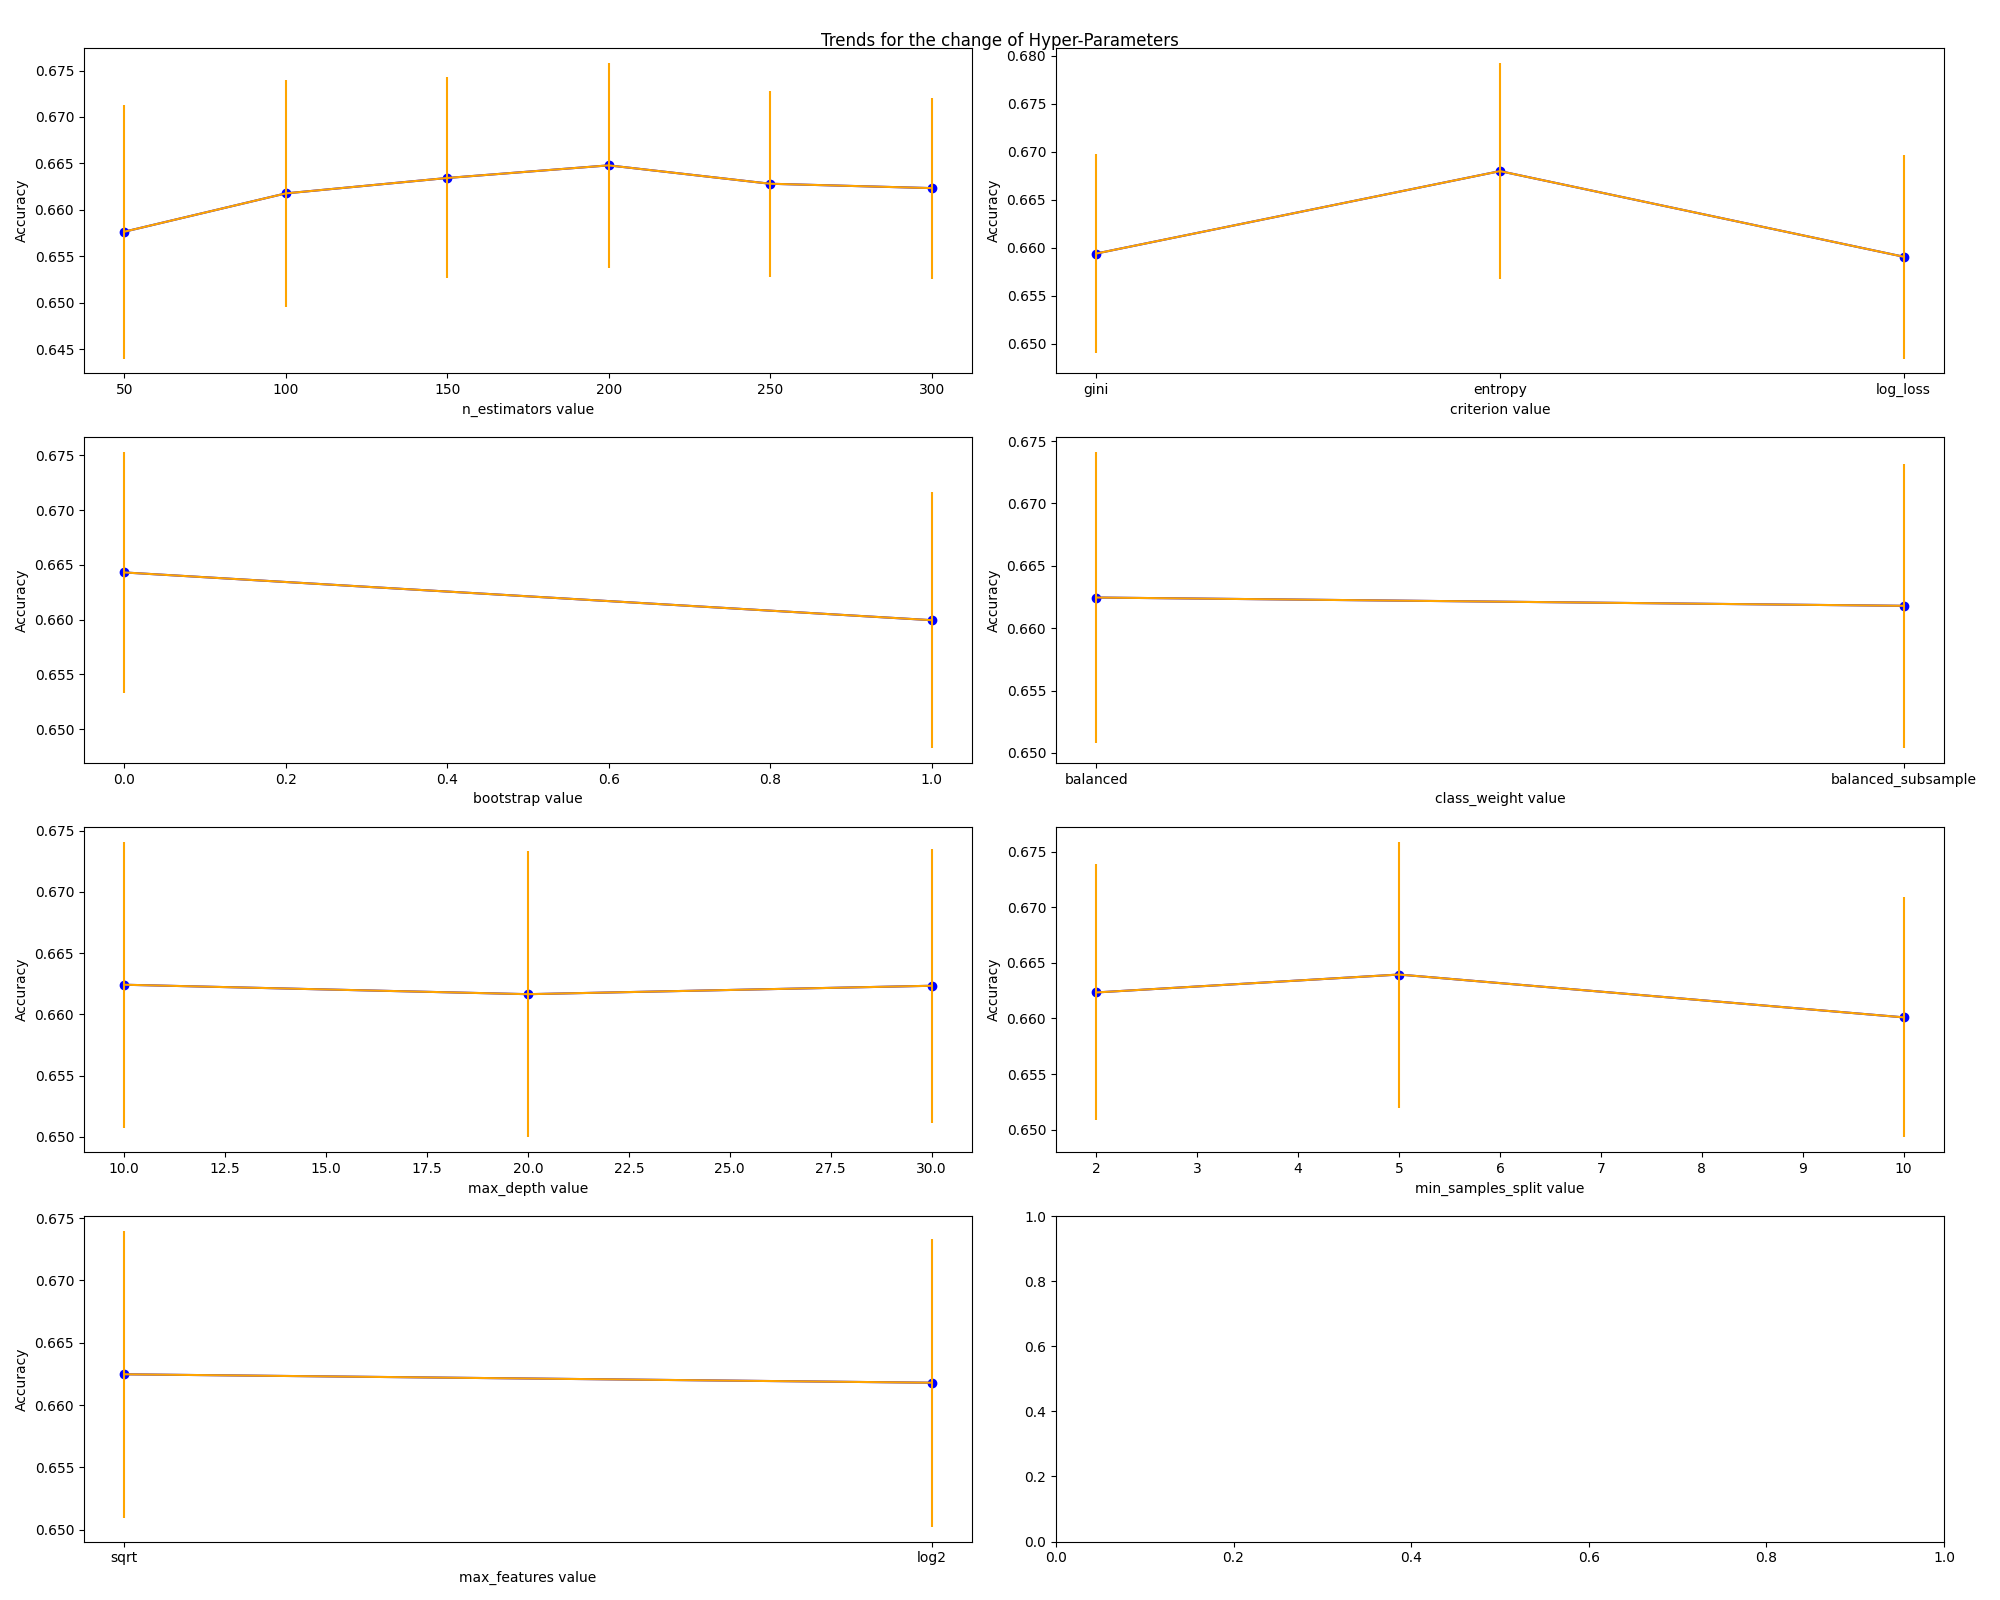 Trends for the change of Hyper-Parameters
0.675
0.670
0.665
0.660
0.655
0.650
0.645
Accuracy
50 100 150 200 250 300
n_estimators value
0.680
0.675
0.670
0.665
0.660
0.655
0.650
Accuracy
gini entropy log_loss
criterion value
0.675
0.670
0.665
0.660
0.655
0.650
Accuracy
0.0 0.2 0.4 0.6 0.8 1.0
bootstrap value
0.675
0.670
0.665
0.660
0.655
0.650
Accuracy
balanced balanced_subsample
class_weight value
0.675
0.670
0.665
0.660
0.655
0.650
Accuracy
10.0 12.5 15.0 17.5 20.0 22.5 25.0 27.5 30.0
max_depth value
0.675
0.670
0.665
0.660
0.655
0.650
Accuracy
2 3 4 5 6 7 8 9 10
min_samples_split value
0.675
0.670
0.665
0.660
0.655
0.650
Accuracy
sqrt log2
max_features value
1.0
0.8
0.6
0.4
0.2
0.0
0.0 0.2 0.4 0.6 0.8 1.0